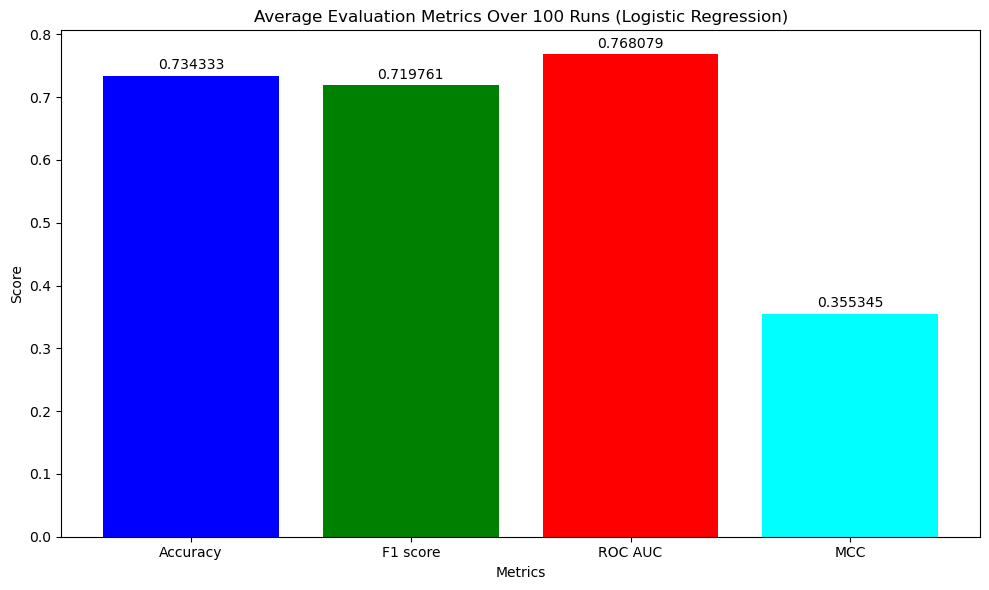 Average Evaluation Metrics Over 100 Runs (Logistic Regression)
0.8
0.7
0.6
0.5
0.4
0.3
0.2
0.1
0.0
Score
0.734333
0.719761
0.768079
0.355345
Accuracy
F1 score
ROC AUC
MCC
Metrics